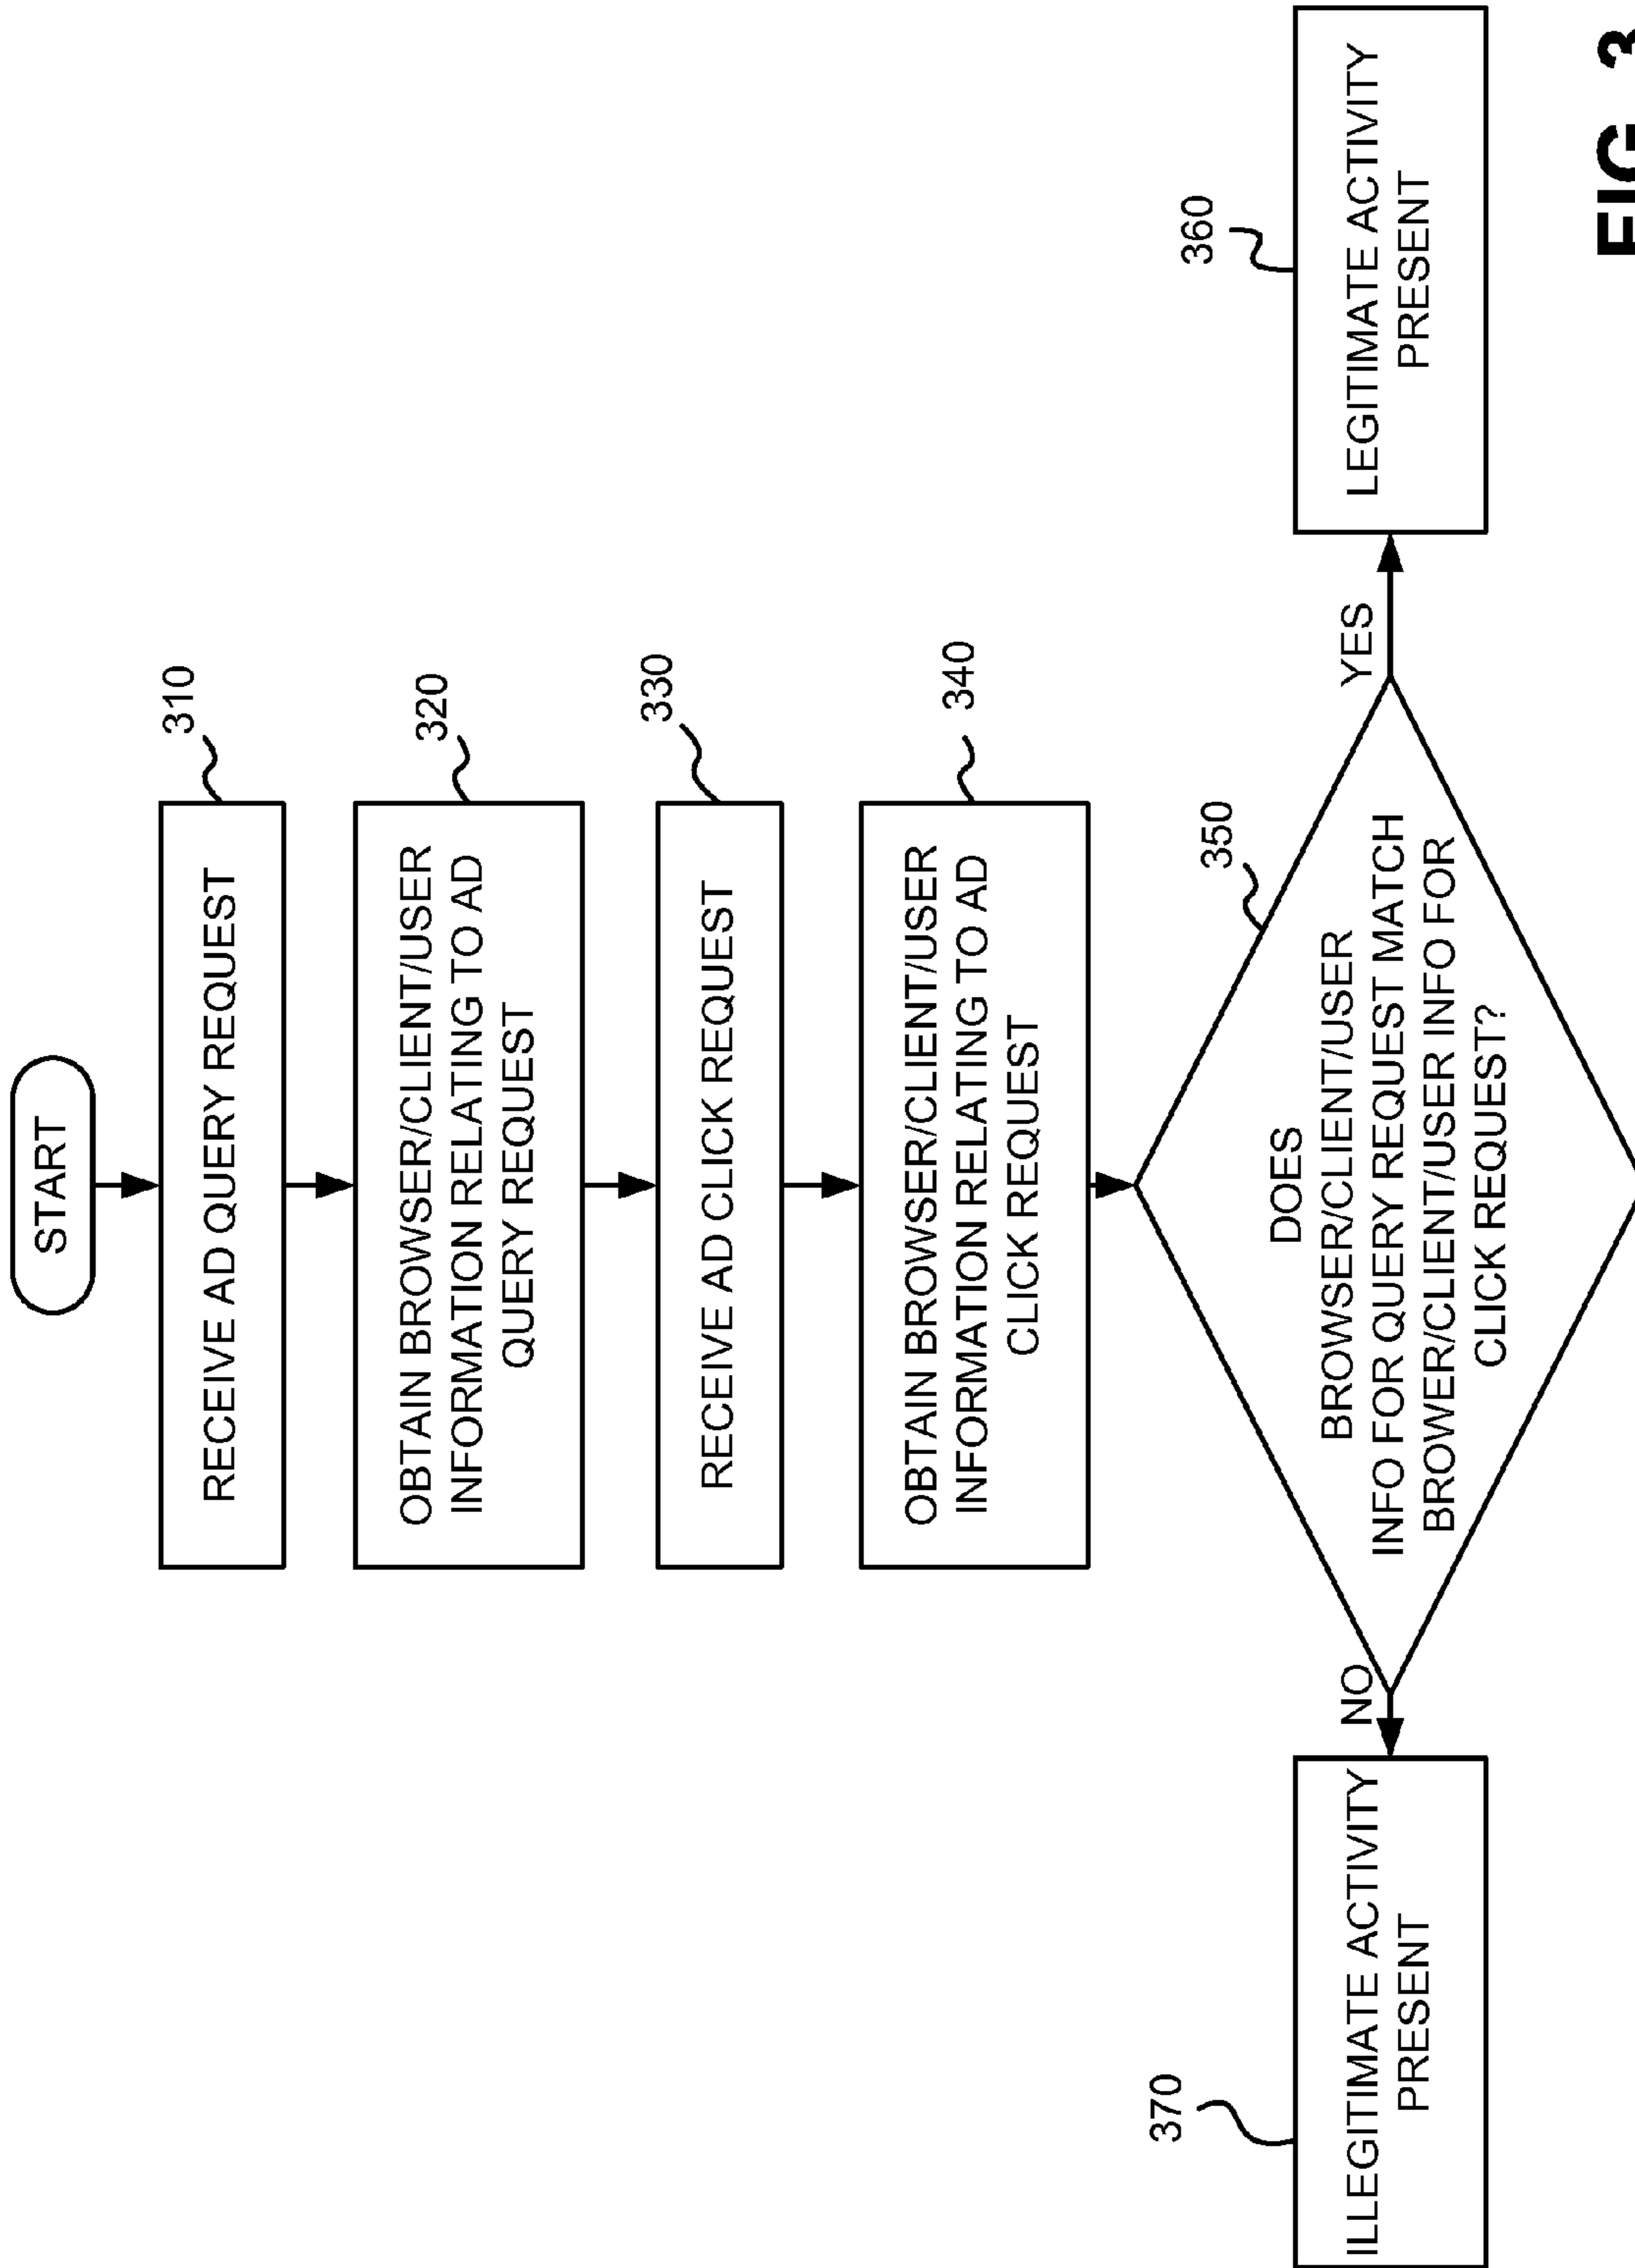 START
310
RECEIVE AD QUERY REQUEST
320
OBTAIN BROWSER/CLIENT/USER
INFORMATION RELATING TO AD
QUERY REQUEST
330
RECEIVE AD CLICK REQUEST
340
OBTAIN BROWSER/CLIENT/USER
INFORMATION RELATING TO AD
CLICK REQUEST
350
DOES
BROWSER/CLIENT/USER
INFO FOR QUERY REQUEST MATCH
BROWER/CLIENT/USER INFO FOR
CLICK REQUEST?
NO
YES
370
ILLEGITIMATE ACTIVITY
PRESENT
360
LEGITIMATE ACTIVITY
PRESENT
FIG. 3